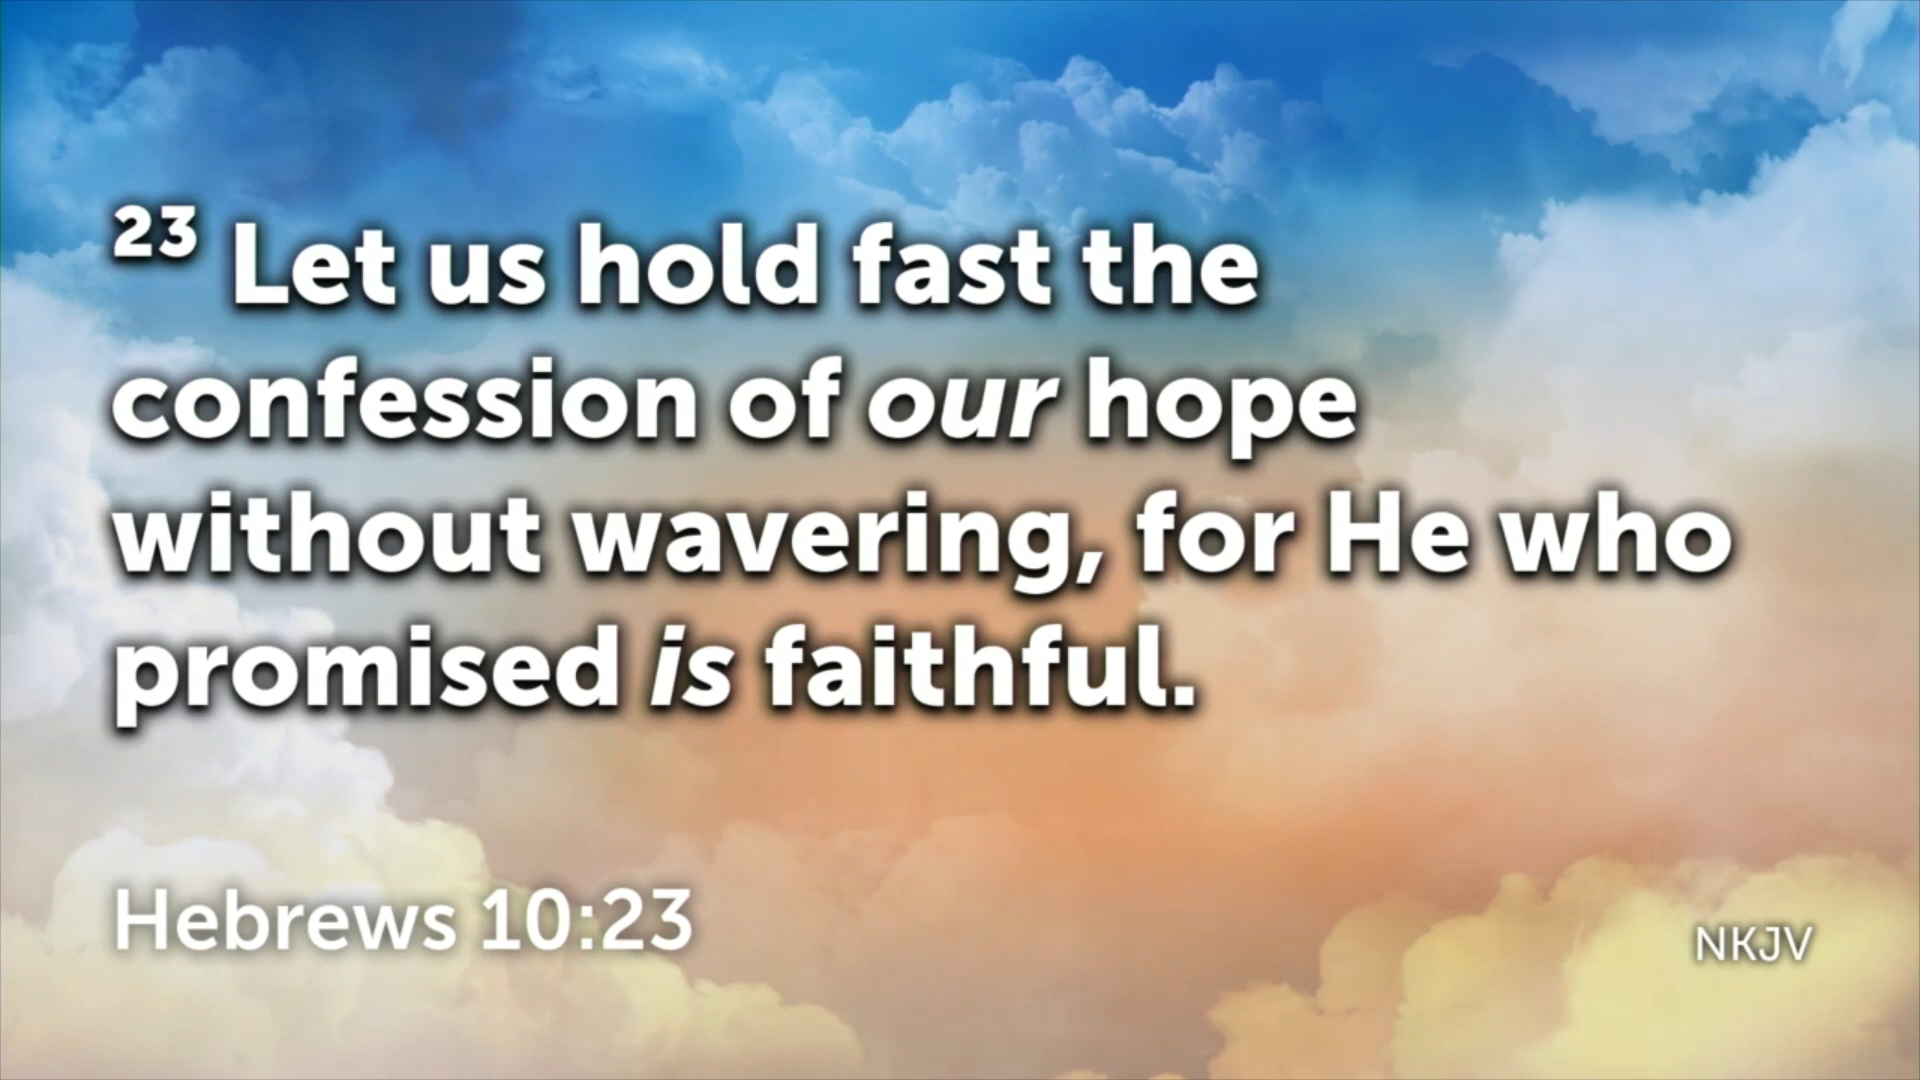 23 Let us hold fast the
confession of our hope
without wavering, for He who
promised is faithful.
Hebrews 10:23
NKJV